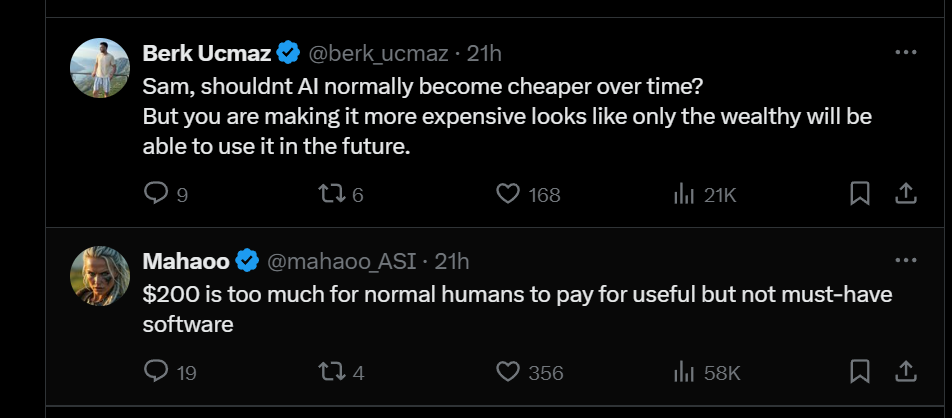 Berk Ucmaz @berk_ucmaz · 21h
Sam, shouldnt AI normally become cheaper over time?
But you are making it more expensive looks like only the wealthy will be
able to use it in the future.
9 6 168 21K
Mahaoo @mahaoo_ASI · 21h
$200 is too much for normal humans to pay for useful but not must-have
software
19 4 356 58K